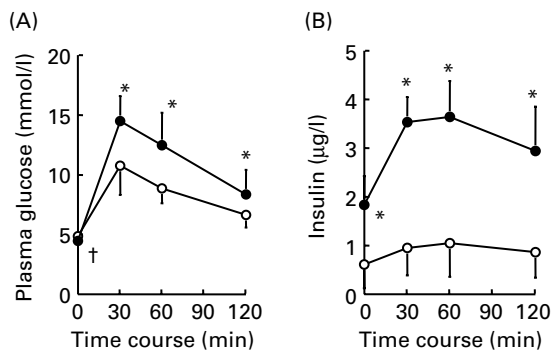 (A)
Plasma glucose (mmol/l)
20
15
10
5
0
*
*
*
†
0 30 60 90 120
Time course (min)
(B)
Insulin (µg/l)
5
4
3
2
1
0
*
*
*
*
0 30 60 90 120
Time course (min)